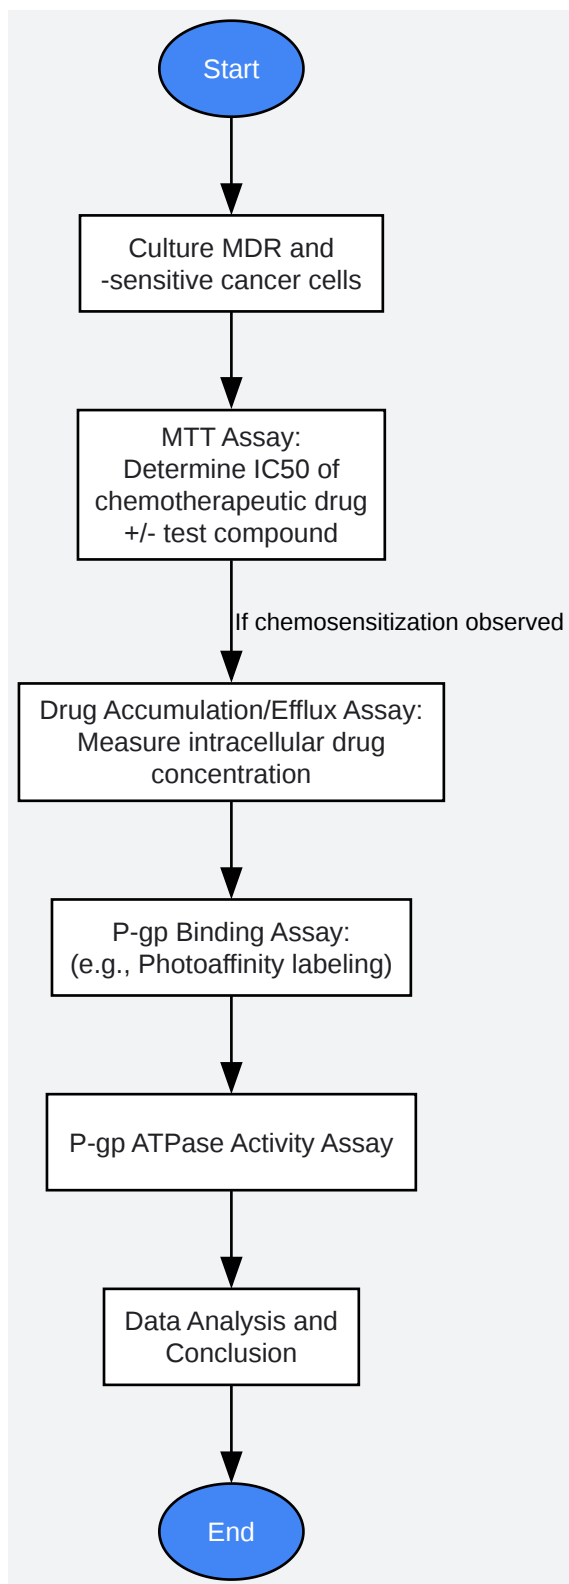 Start
Culture MDR and
-sensitive cancer cells
MTT Assay:
Determine IC50 of
chemotherapeutic drug
+/- test compound
If chemosensitization observed
Drug Accumulation/Efflux Assay:
Measure intracellular drug
concentration
P-gp Binding Assay:
(e.g., Photoaffinity labeling)
P-gp ATPase Activity Assay
Data Analysis and
Conclusion
End